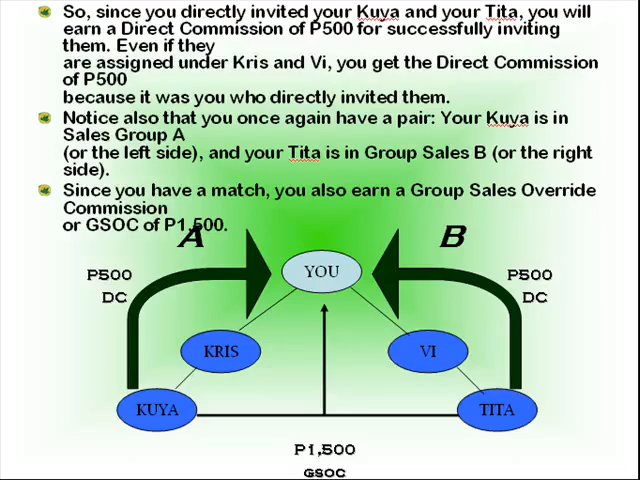 So, since you directly invited your Kuya and your Tita, you will
earn a Direct Commission of P500 for successfully inviting
them. Even if they
are assigned under Kris and Vi, you get the Direct Commission
of P500
because it was you who directly invited them.
Notice also that you once again have a pair: Your Kuya is in
Sales Group A
(or the left side), and your Tita is in Group Sales B (or the right
side).
Since you have a match, you also earn a Group Sales Override
Commission
or GSOC of P1,500.
A
B
YOU
P500
DC
P500
DC
KRIS
VI
KUYA
TITA
P1,500
GSOC